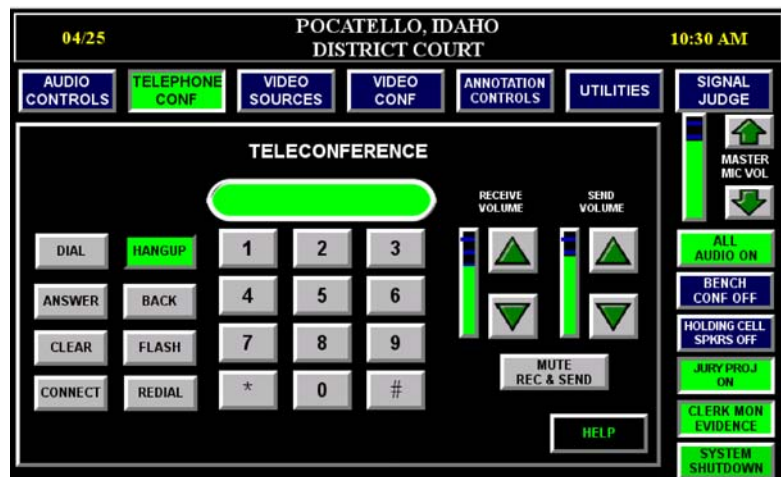 04/25
POCATELLO, IDAHO
DISTRICT COURT
10:30 AM
AUDIO
CONTROLS
TELEPHONE
CONF
VIDEO
SOURCES
VIDEO
CONF
ANNOTATION
CONTROLS
UTILITIES
SIGNAL
JUDGE
TELECONFERENCE
MASTER
MIC VOL
RECEIVE
VOLUME
SEND
VOLUME
DIAL
HANGUP
1
2
3
ANSWER
BACK
4
5
6
CLEAR
FLASH
7
8
9
CONNECT
REDIAL
*
0
#
MUTE
REC & SEND
HELP
ALL
AUDIO ON
BENCH
CONF OFF
HOLDING CELL
SPKRS OFF
JURY PROJ
ON
CLERK MON
EVIDENCE
SYSTEM
SHUTDOWN